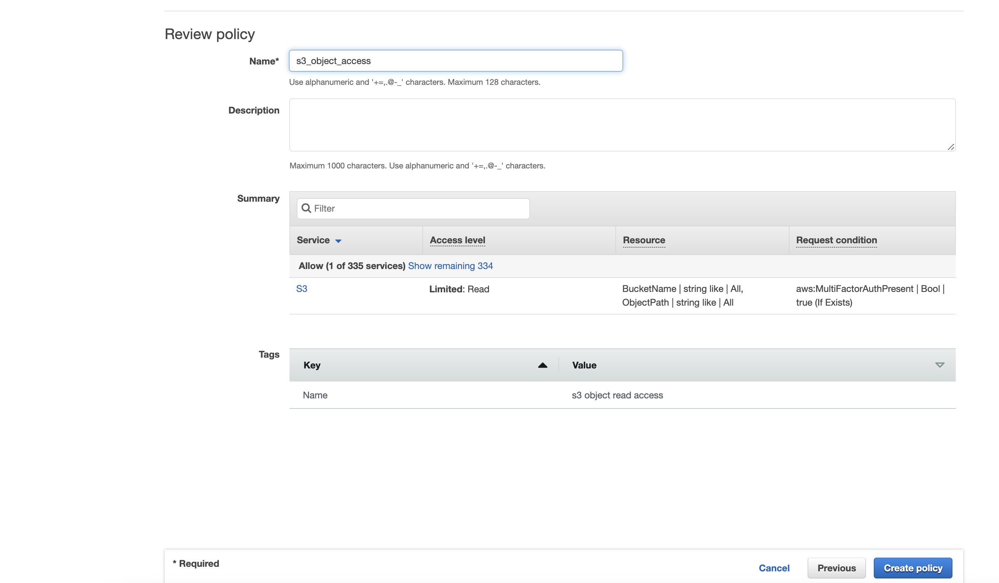 Review policy
Name*
s3_object_access
Use alphanumeric and '+=,.@-_' characters. Maximum 128 characters.
Description
Maximum 1000 characters. Use alphanumeric and '+=,.@-_' characters.
Summary
Filter
Service Access level Resource Request condition
Allow (1 of 335 services) Show remaining 334
S3 Limited: Read BucketName | string like | All, aws:MultiFactorAuthPresent | Bool |
ObjectPath | string like | All true (If Exists)
Tags
Key Value
Name s3 object read access
* Required
Cancel Previous Create policy